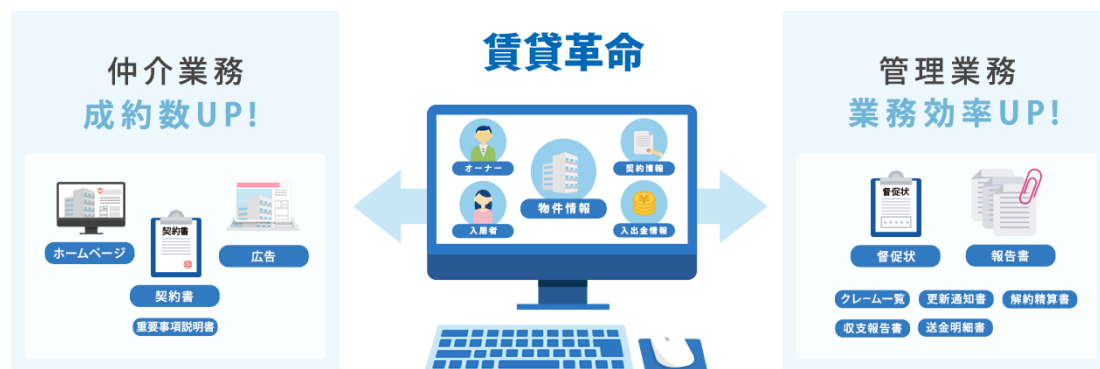 仲介業務
成約数UP!
ホームページ
契約書
広告
契約書
重要事項説明書
賃貸革命
オーナー
契約情報
物件情報
入居者
入出金情報
管理業務
業務効率UP!
督促状
督促状
報告書
クレーム一覧
更新通知書
解約精算書
収支報告書
送金明細書